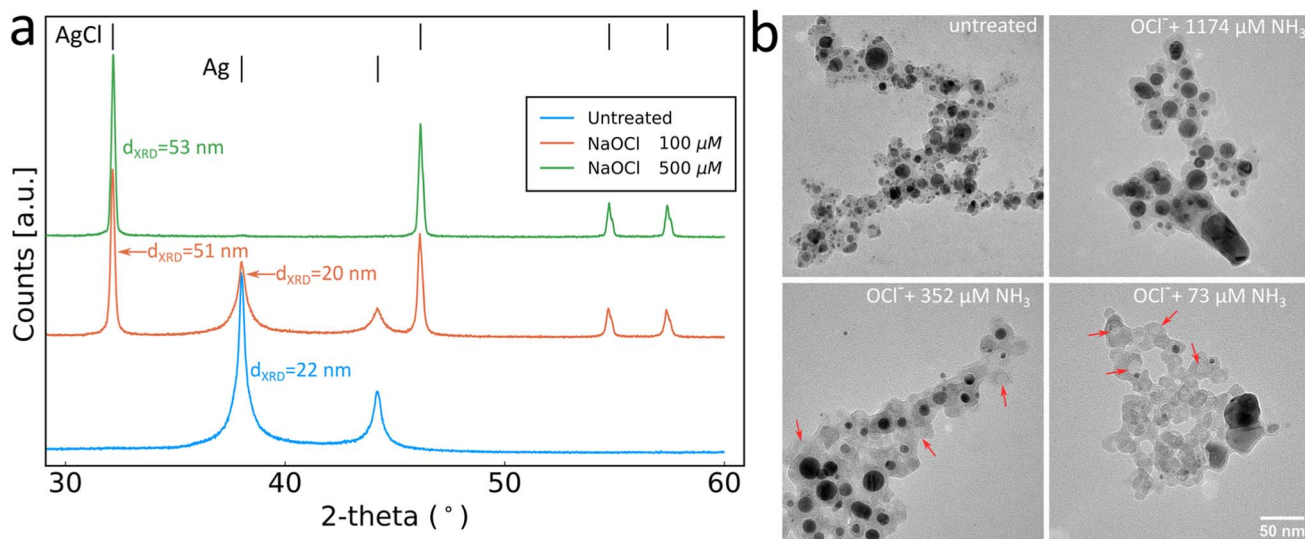 a
AgCl
Ag
Untreated
NaOCl 100 μM
NaOCl 500 μM
d_XRD=53 nm
d_XRD=51 nm
d_XRD=20 nm
d_XRD=22 nm
Counts [a.u.]
30 40 50 60
2-theta (°)
b
untreated
OCl⁻+ 1174 μM NH₃
OCl⁻+ 352 μM NH₃
OCl⁻+ 73 μM NH₃
50 nm